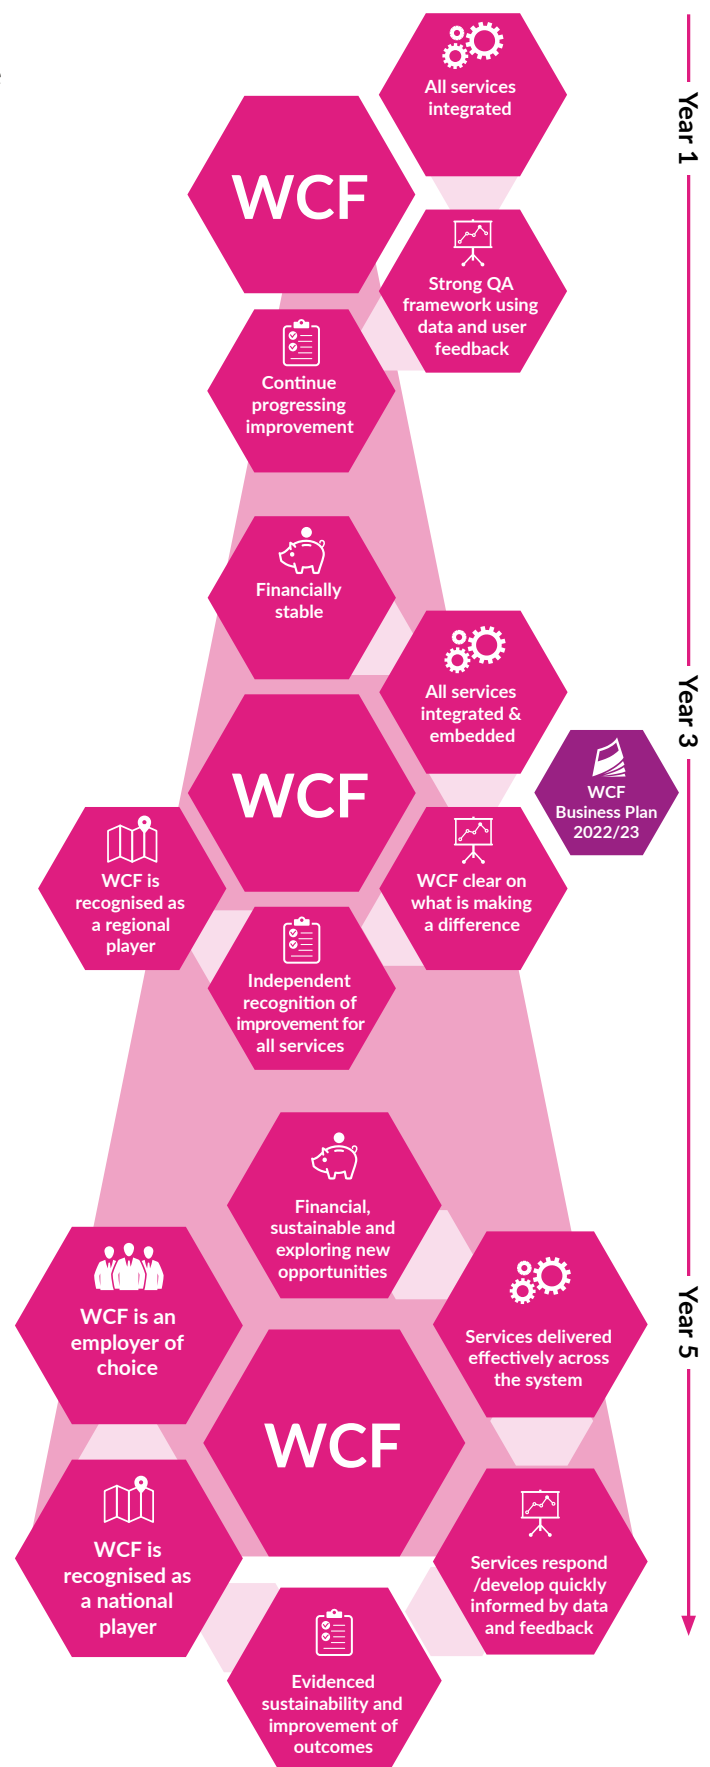 All services
integrated
Year 1
WCF
Strong QA
framework using
data and user
feedback
Continue
progressing
improvement
Financially
stable
All services
integrated &
embedded
Year 3
WCF
WCF
Business Plan
2022/23
WCF is
recognised as
a regional
player
WCF clear on
what is making
a difference
Independent
recognition of
improvement for
all services
Financial,
sustainable and
exploring new
opportunities
WCF is an
employer of
choice
Services delivered
effectively across
the system
Year 5
WCF
WCF is
recognised as
a national
player
Services respond
/develop quickly
informed by data
and feedback
Evidenced
sustainability and
improvement of
outcomes